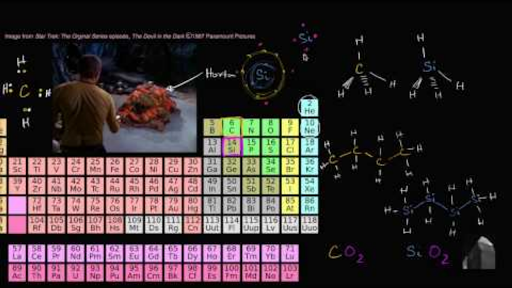 Image from Star Trek: The Original Series episode, The Devil in the Dark ©1967 Paramount Pictures
Si
H
H: C :H
H
Horta
Si
H
C
H H H
H
Si
H H H
2
He
5 6 7 8 9 10
B C N O F Ne
13 14 15 16 17 18
Al Si P S Cl Ar
21 22 23 24 25 26 27 28 29 30 31 32 33 34 35 36
Sc Ti V Cr Mn Fe Co Ni Cu Zn Ga Ge As Se Br Kr
39 40 41 42 43 44 45 46 47 48 49 50 51 52 53 54
Y Zr Nb Mo Tc Ru Rh Pd Ag Cd In Sn Sb Te I Xe
72 73 74 75 76 77 78 79 80 81 82 83 84 85 86
Hf Ta W Re Os Ir Pt Au Hg Tl Pb Bi Po At Rn
104 105 106 107 108 109 110 111 112 113 114 115 116 117 118
Rf Db Sg Bh Hs Mt Ds Rg Cn Uut Fl Uup Lv Uus Uuo
57 58 59 60 61 62 63 64 65 66 67 68 69 70 71
La Ce Pr Nd Pm Sm Eu Gd Tb Dy Ho Er Tm Yb Lu
89 90 91 92 93 94 95 96 97 98 99 100 101 102 103
Ac Th Pa U Np Pu Am Cm Bk Cf Es Fm Md No Lr
C C C C
Si Si Si Si
CO2
SiO2